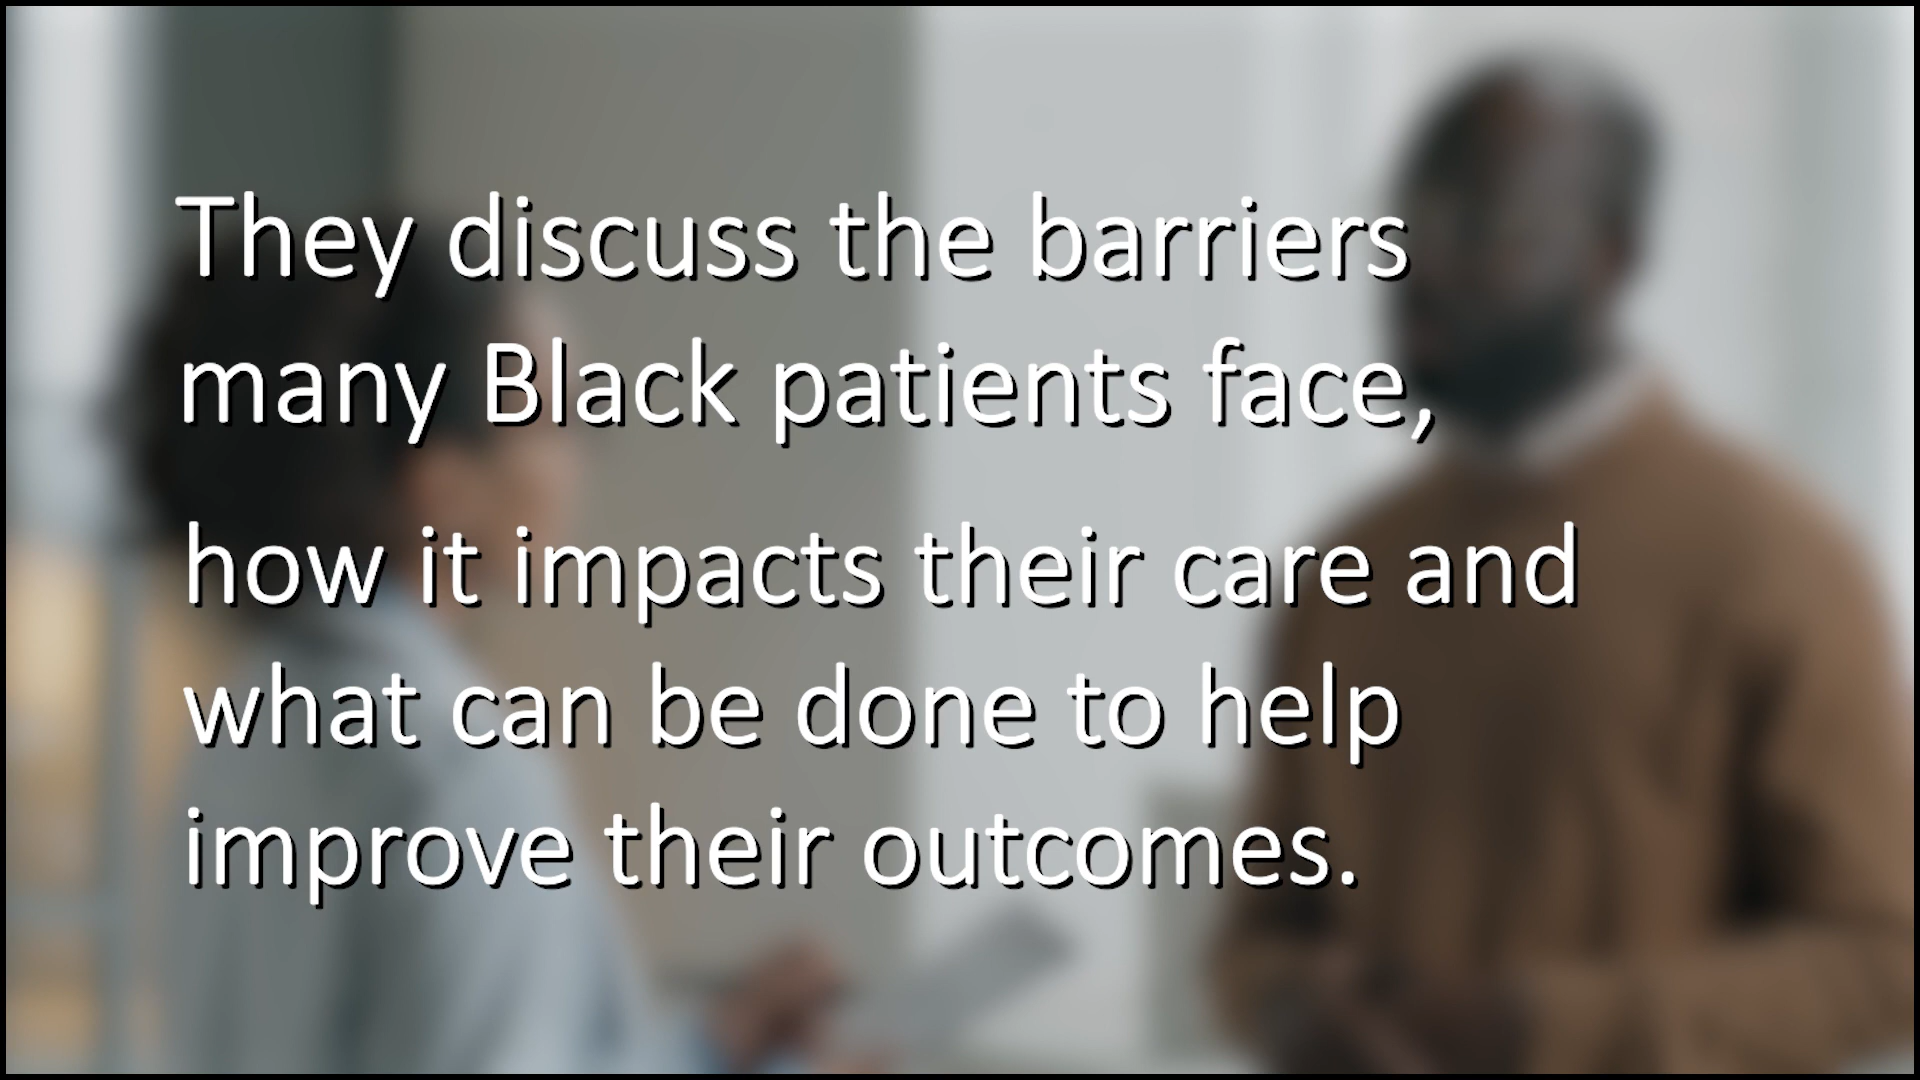 They discuss the barriers
many Black patients face,
how it impacts their care and
what can be done to help
improve their outcomes.